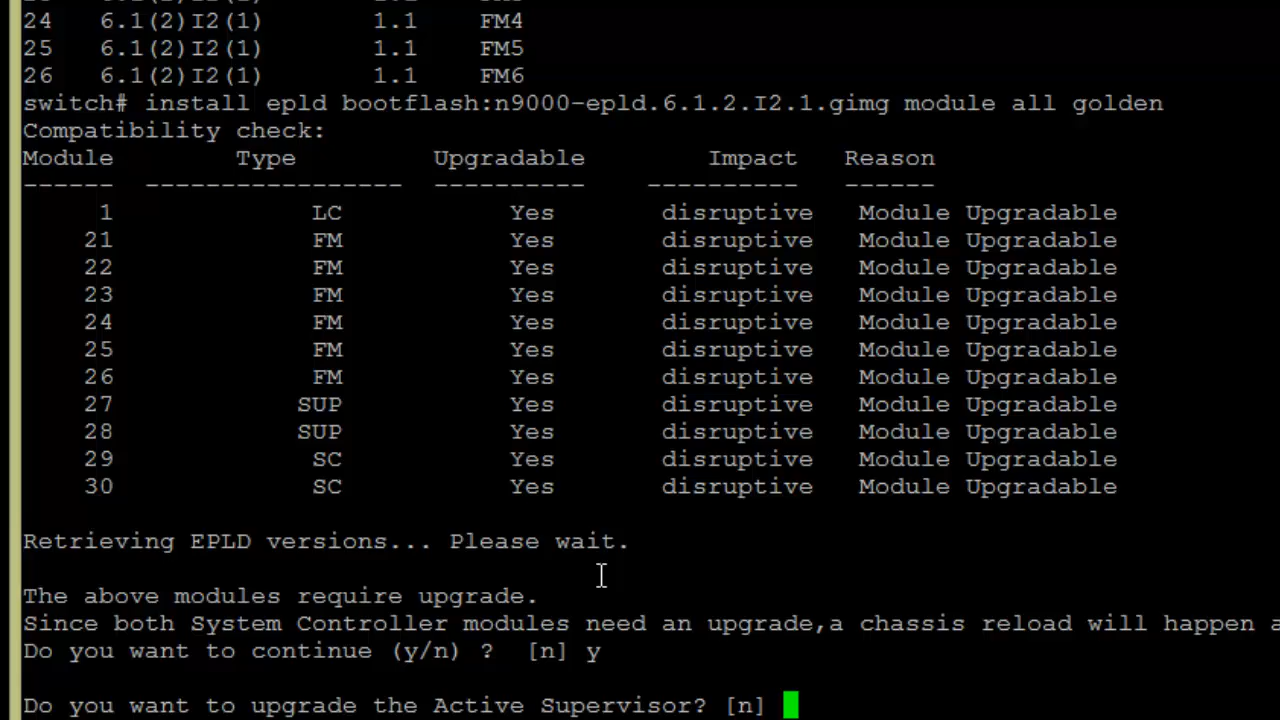 24 6.1(2)I2(1) 1.1 FM4
25 6.1(2)I2(1) 1.1 FM5
26 6.1(2)I2(1) 1.1 FM6
switch# install epld bootflash:n9000-epld.6.1.2.I2.1.gimg module all golden
Compatibility check:
Module Type Upgradable Impact Reason
------ ----------------- ---------- ---------- ------
1 LC Yes disruptive Module Upgradable
21 FM Yes disruptive Module Upgradable
22 FM Yes disruptive Module Upgradable
23 FM Yes disruptive Module Upgradable
24 FM Yes disruptive Module Upgradable
25 FM Yes disruptive Module Upgradable
26 FM Yes disruptive Module Upgradable
27 SUP Yes disruptive Module Upgradable
28 SUP Yes disruptive Module Upgradable
29 SC Yes disruptive Module Upgradable
30 SC Yes disruptive Module Upgradable
Retrieving EPLD versions... Please wait.
The above modules require upgrade.
Since both System Controller modules need an upgrade,a chassis reload will happen a
Do you want to continue (y/n) ? [n] y
Do you want to upgrade the Active Supervisor? [n]